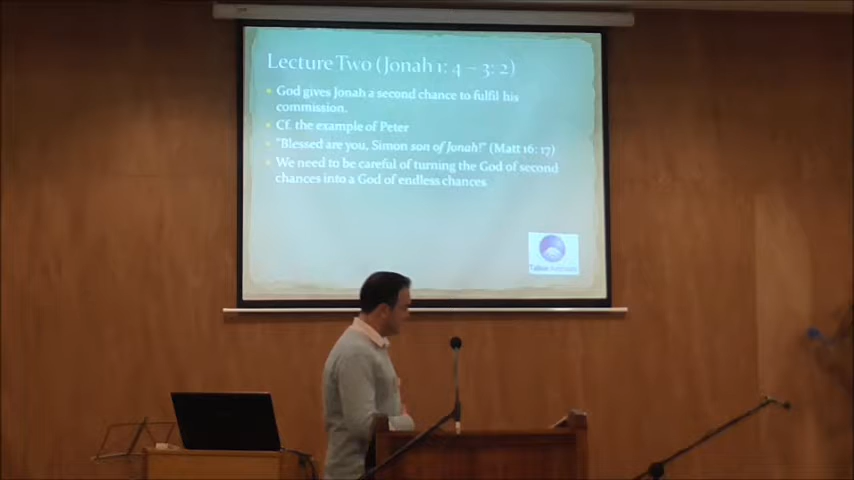 Lecture Two (Jonah 1: 4 – 3: 2)
God gives Jonah a second chance to fulfil his
commission.
Cf. the example of Peter
"Blessed are you, Simon son of Jonah!" (Matt 16: 17)
We need to be careful of turning the God of second
chances into a God of endless chances